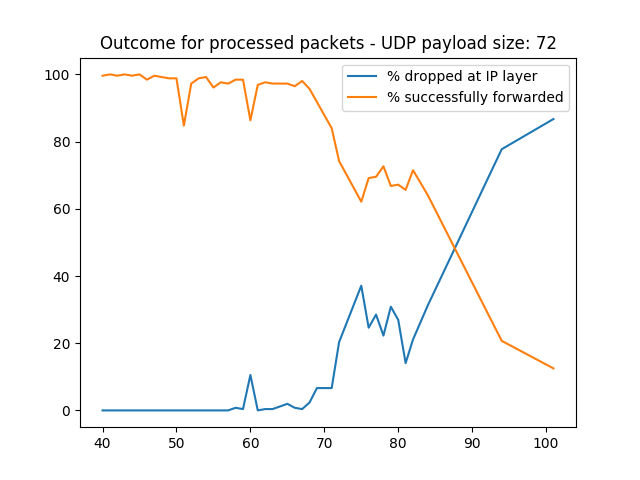 Outcome for processed packets - UDP payload size: 72
% dropped at IP layer
% successfully forwarded
100
80
60
40
20
0
40 50 60 70 80 90 100